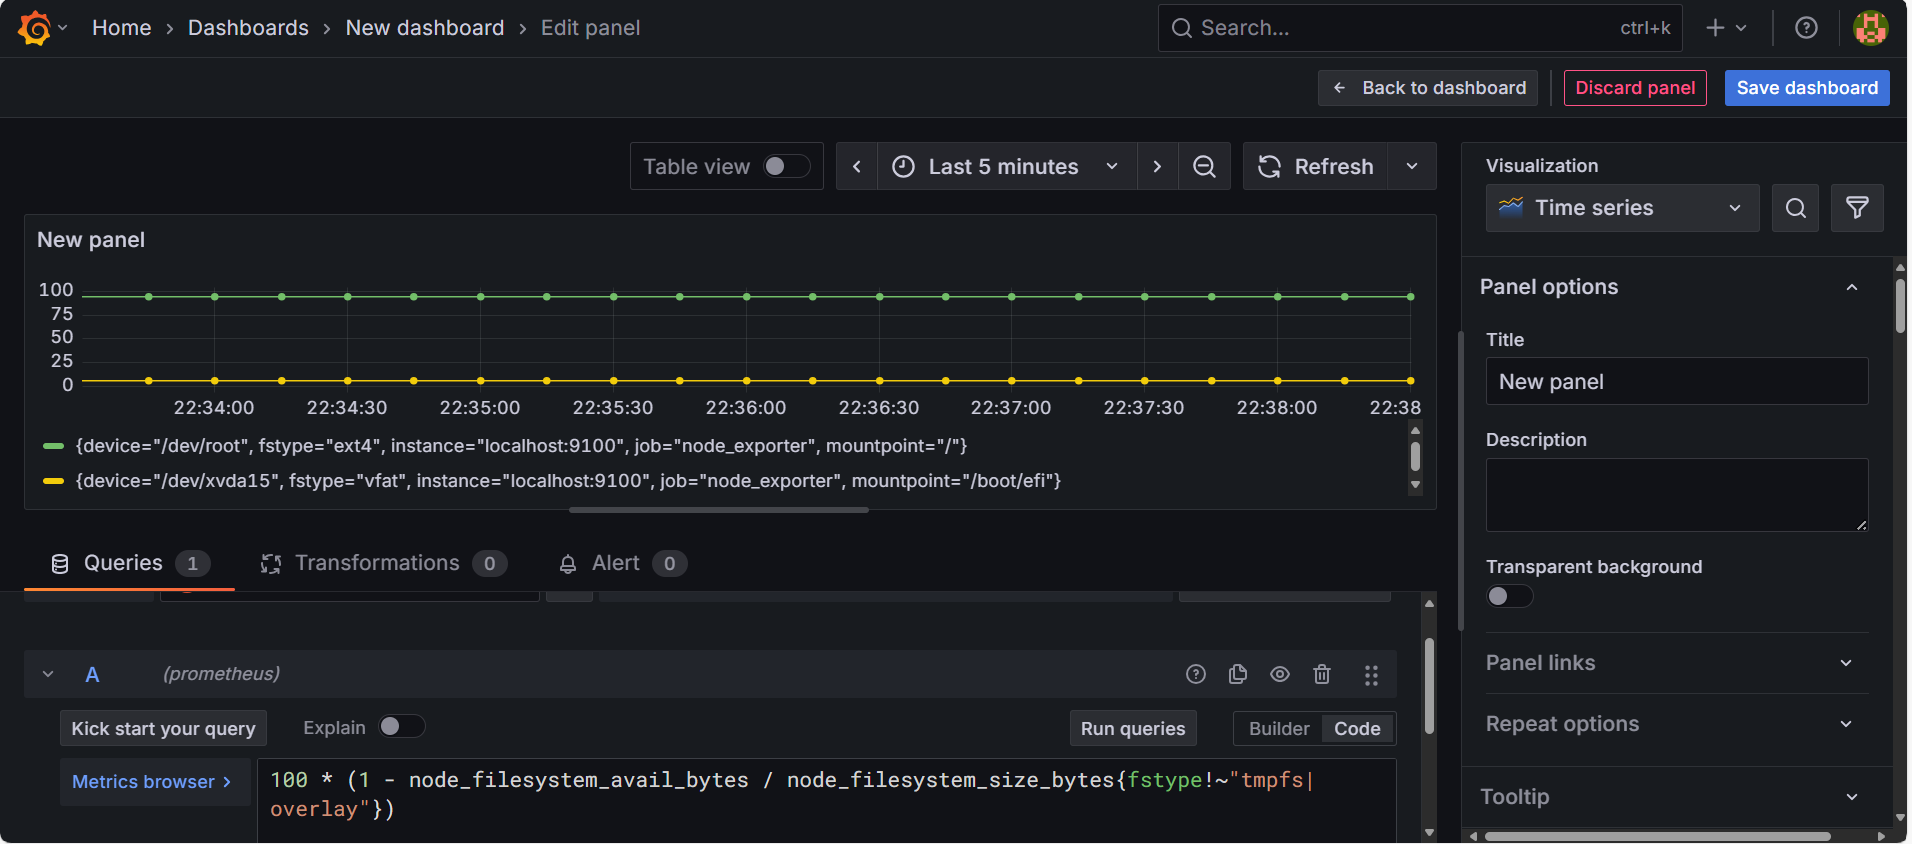 Home › Dashboards › New dashboard › Edit panel
Search... ctrl+k
Back to dashboard Discard panel Save dashboard
Table view Last 5 minutes Refresh
New panel
100
75
50
25
0
22:34:00 22:34:30 22:35:00 22:35:30 22:36:00 22:36:30 22:37:00 22:37:30 22:38:00 22:38
{device="/dev/root", fstype="ext4", instance="localhost:9100", job="node_exporter", mountpoint="/"}
{device="/dev/xvda15", fstype="vfat", instance="localhost:9100", job="node_exporter", mountpoint="/boot/efi"}
Queries 1 Transformations 0 Alert 0
A (prometheus)
Kick start your query Explain Run queries Builder Code
Metrics browser >
100 * (1 - node_filesystem_avail_bytes / node_filesystem_size_bytes{fstype!~"tmpfs|
overlay"})
Visualization
Time series
Panel options
Title
New panel
Description
Transparent background
Panel links
Repeat options
Tooltip